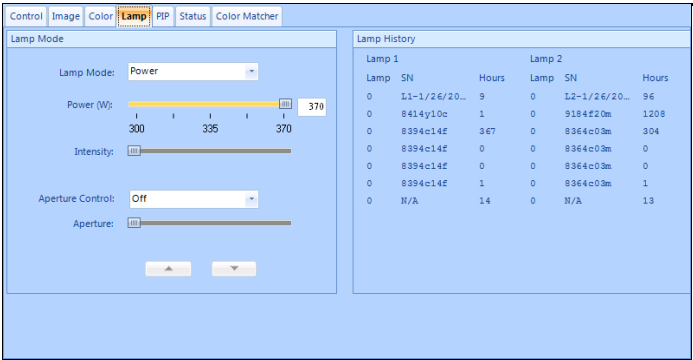 Control Image Color Lamp PIP Status Color Matcher
Lamp Mode
Lamp Mode: Power
Power (W): 370
300 335 370
Intensity:
Aperture Control: Off
Aperture:
Lamp History
Lamp 1 Lamp 2
Lamp SN Hours Lamp SN Hours
0 L1-1/26/20... 9 0 L2-1/26/20... 96
0 8414y10c 1 0 9184f20m 1208
0 8394c14f 367 0 8364c03m 304
0 8394c14f 0 0 8364c03m 0
0 8394c14f 0 0 8364c03m 0
0 8394c14f 1 0 8364c03m 1
0 N/A 14 0 N/A 13